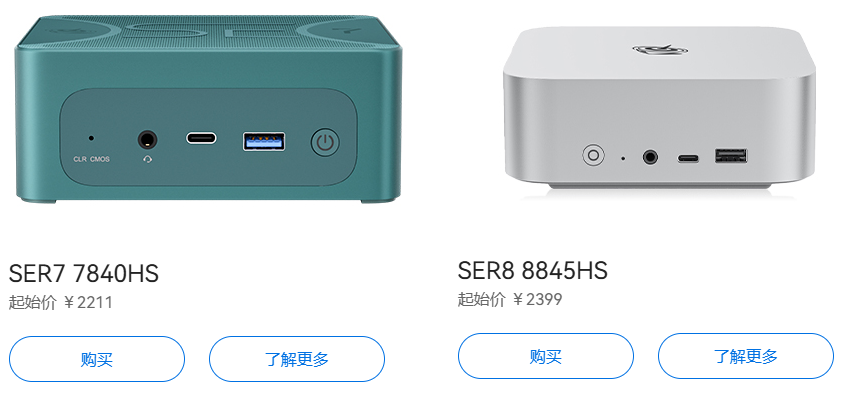 CLR CMOS
SER7 7840HS
起始价 ￥2211
购买
了解更多
SER8 8845HS
起始价 ￥2399
购买
了解更多